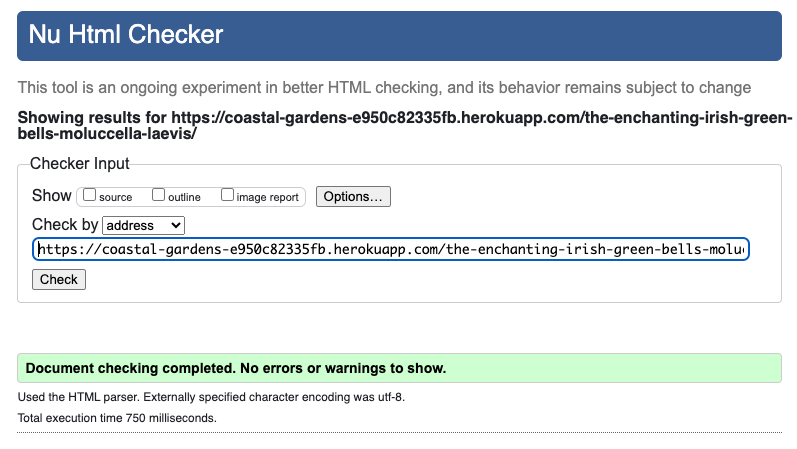 Nu Html Checker
This tool is an ongoing experiment in better HTML checking, and its behavior remains subject to change
Showing results for https://coastal-gardens-e950c82335fb.herokuapp.com/the-enchanting-irish-green-
bells-moluccella-laevis/
Checker Input
Show source outline image report Options...
Check by address
https://coastal-gardens-e950c82335fb.herokuapp.com/the-enchanting-irish-green-bells-moluc
Check
Document checking completed. No errors or warnings to show.
Used the HTML parser. Externally specified character encoding was utf-8.
Total execution time 750 milliseconds.